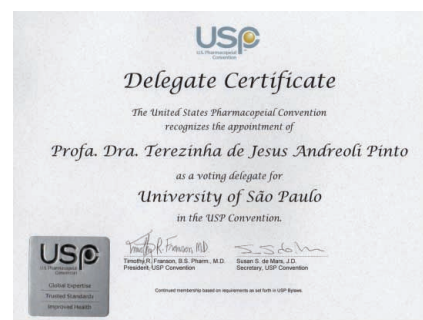 USP
U.S. Pharmacopeial
Convention
Delegate Certificate
The United States Pharmacopeial Convention
recognizes the appointment of
Profa. Dra. Terezinha de Jesus Andreoli Pinto
as a voting delegate for
University of São Paulo
in the USP Convention.
Timothy R. Franson MD
Timothy R. Franson, B.S. Pharm., M.D.
President, USP Convention
Susan S. de Mars, J.D.
Secretary, USP Convention
USP
U.S. Pharmacopeial
Convention
Global Expertise
Trusted Standards
Improved Health
Continued membership based on requirements as set forth in USP Bylaws.